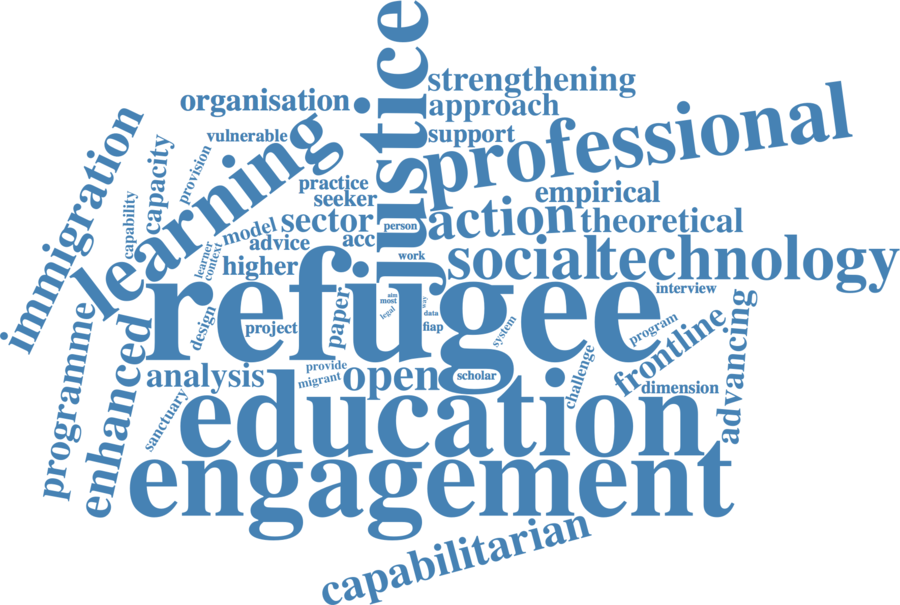 justice
strengthening
organisation
approach
professional
immigration
vulnerable
support
learning
capacity
provision
practice
seeker
empirical
capability
model
sector
person
action
theoretical
advice
acc
learner
context
higher
work
social
technology
refugee
interview
aim
most
way
legal
data
fiap
paper
design
project
system
program
programme
enhanced
frontline
advancing
analysis
provide
migrant
open
scholar
challenge
dimension
sanctuary
education
engagement
capabilitarian